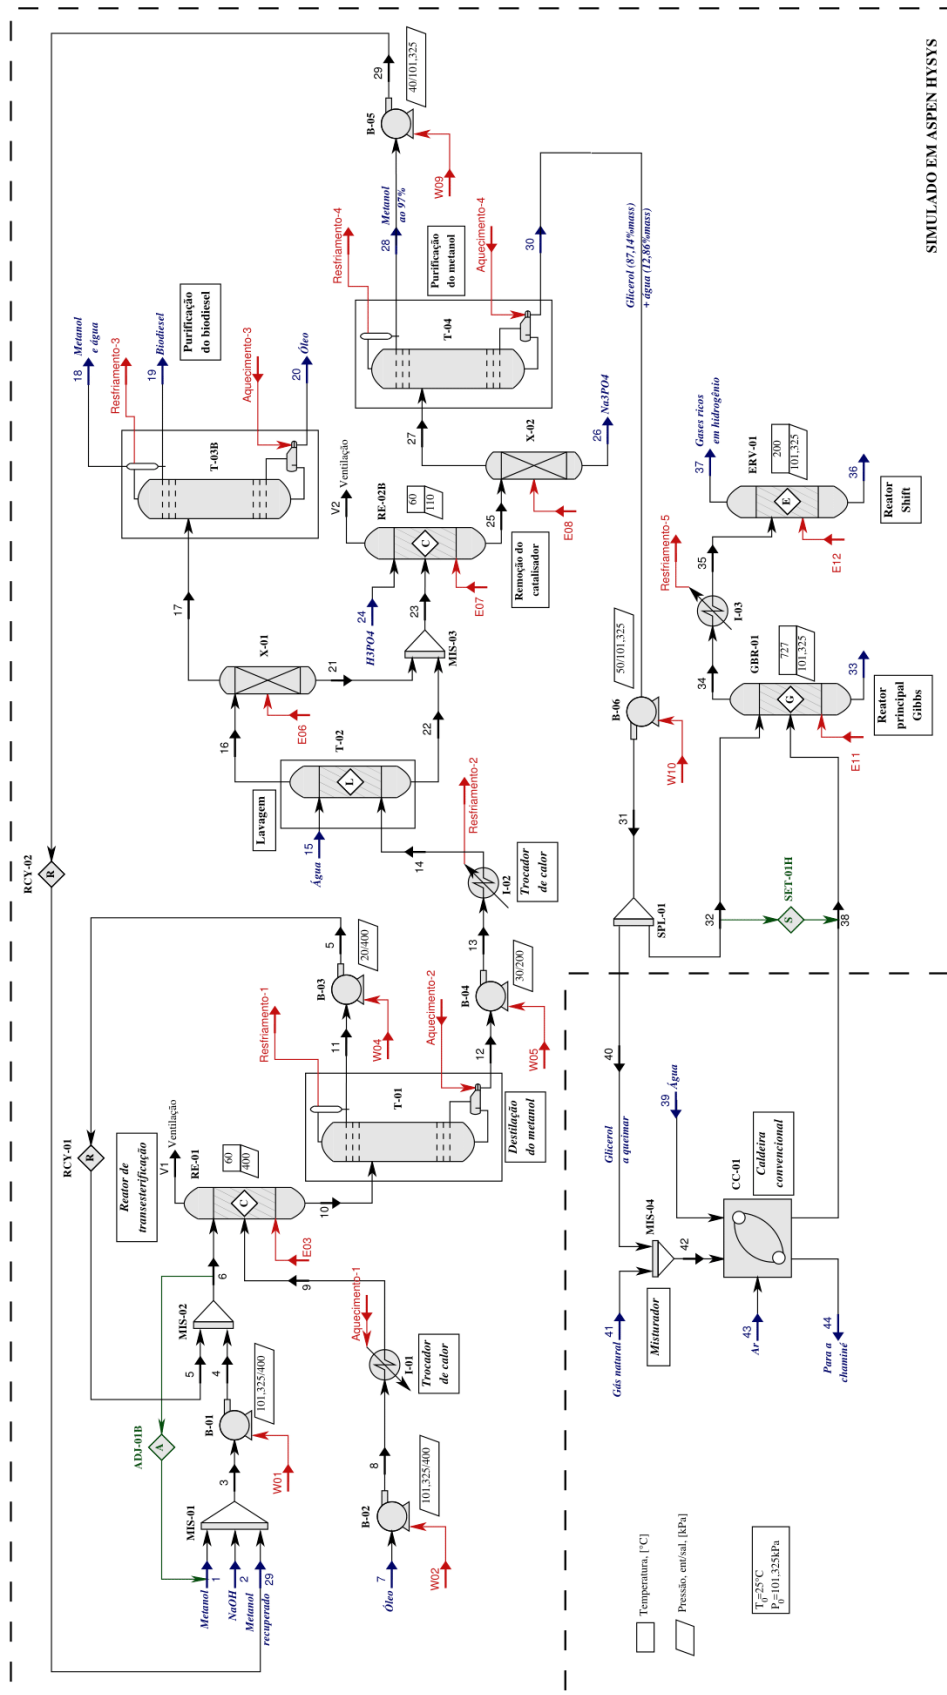 SIMULADO EM ASPEN HYSYS
RCY-02
RCY-01
ADJ-01B
A
R
R
Metanol
1
NaOH
2
Metanol
recuperado
29
MIS-01
3
B-01
W01
101,325/400
4
5
MIS-02
6
Óleo
7
B-02
W02
101,325/400
8
Aquecimento-1
I-01
Trocador
de calor
9
Reator de
transesterificação
V1
Ventilação
RE-01
C
60
400
E03
10
T-01
Destilação
do metanol
Resfriamento-1
11
B-03
W04
20/400
5
Aquecimento-2
12
B-04
W05
30/200
13
I-02
Trocador
de calor
Resfriamento-2
14
Lavagem
Água
15
T-02
L
16
22
X-01
E06
21
17
MIS-03
23
H3PO4
24
V2
Ventilação
RE-02B
C
60
110
E07
Remoção do
catalisador
25
X-02
E08
26
Na3PO4
27
T-03B
Purificação
do biodiesel
18
Metanol
e água
Resfriamento-3
19
Biodiesel
Aquecimento-3
20
Óleo
T-04
Purificação
do metanol
Resfriamento-4
28
Metanol
ao 97%
Aquecimento-4
30
B-05
W09
40/101,325
29
Glicerol (87,14%mass)
+ água (12,86%mass)
B-06
W10
50/101,325
31
SPL-01
32
S
SET-01H
38
GBR-01
G
727
101,325
E11
33
Reator
principal
Gibbs
34
I-03
Resfriamento-5
35
ERV-01
E
200
101,325
E12
36
37
Gases ricos
em hidrogênio
Reator
Shift
40
Glicerol
a queimar
Gás natural
41
MIS-04
Misturador
42
39
Água
CC-01
Caldeira
convencional
Ar
43
44
Para a
chaminé
Temperatura, [°C]
Pressão, ent/sal, [kPa]
T0=25°C
P0=101,325kPa